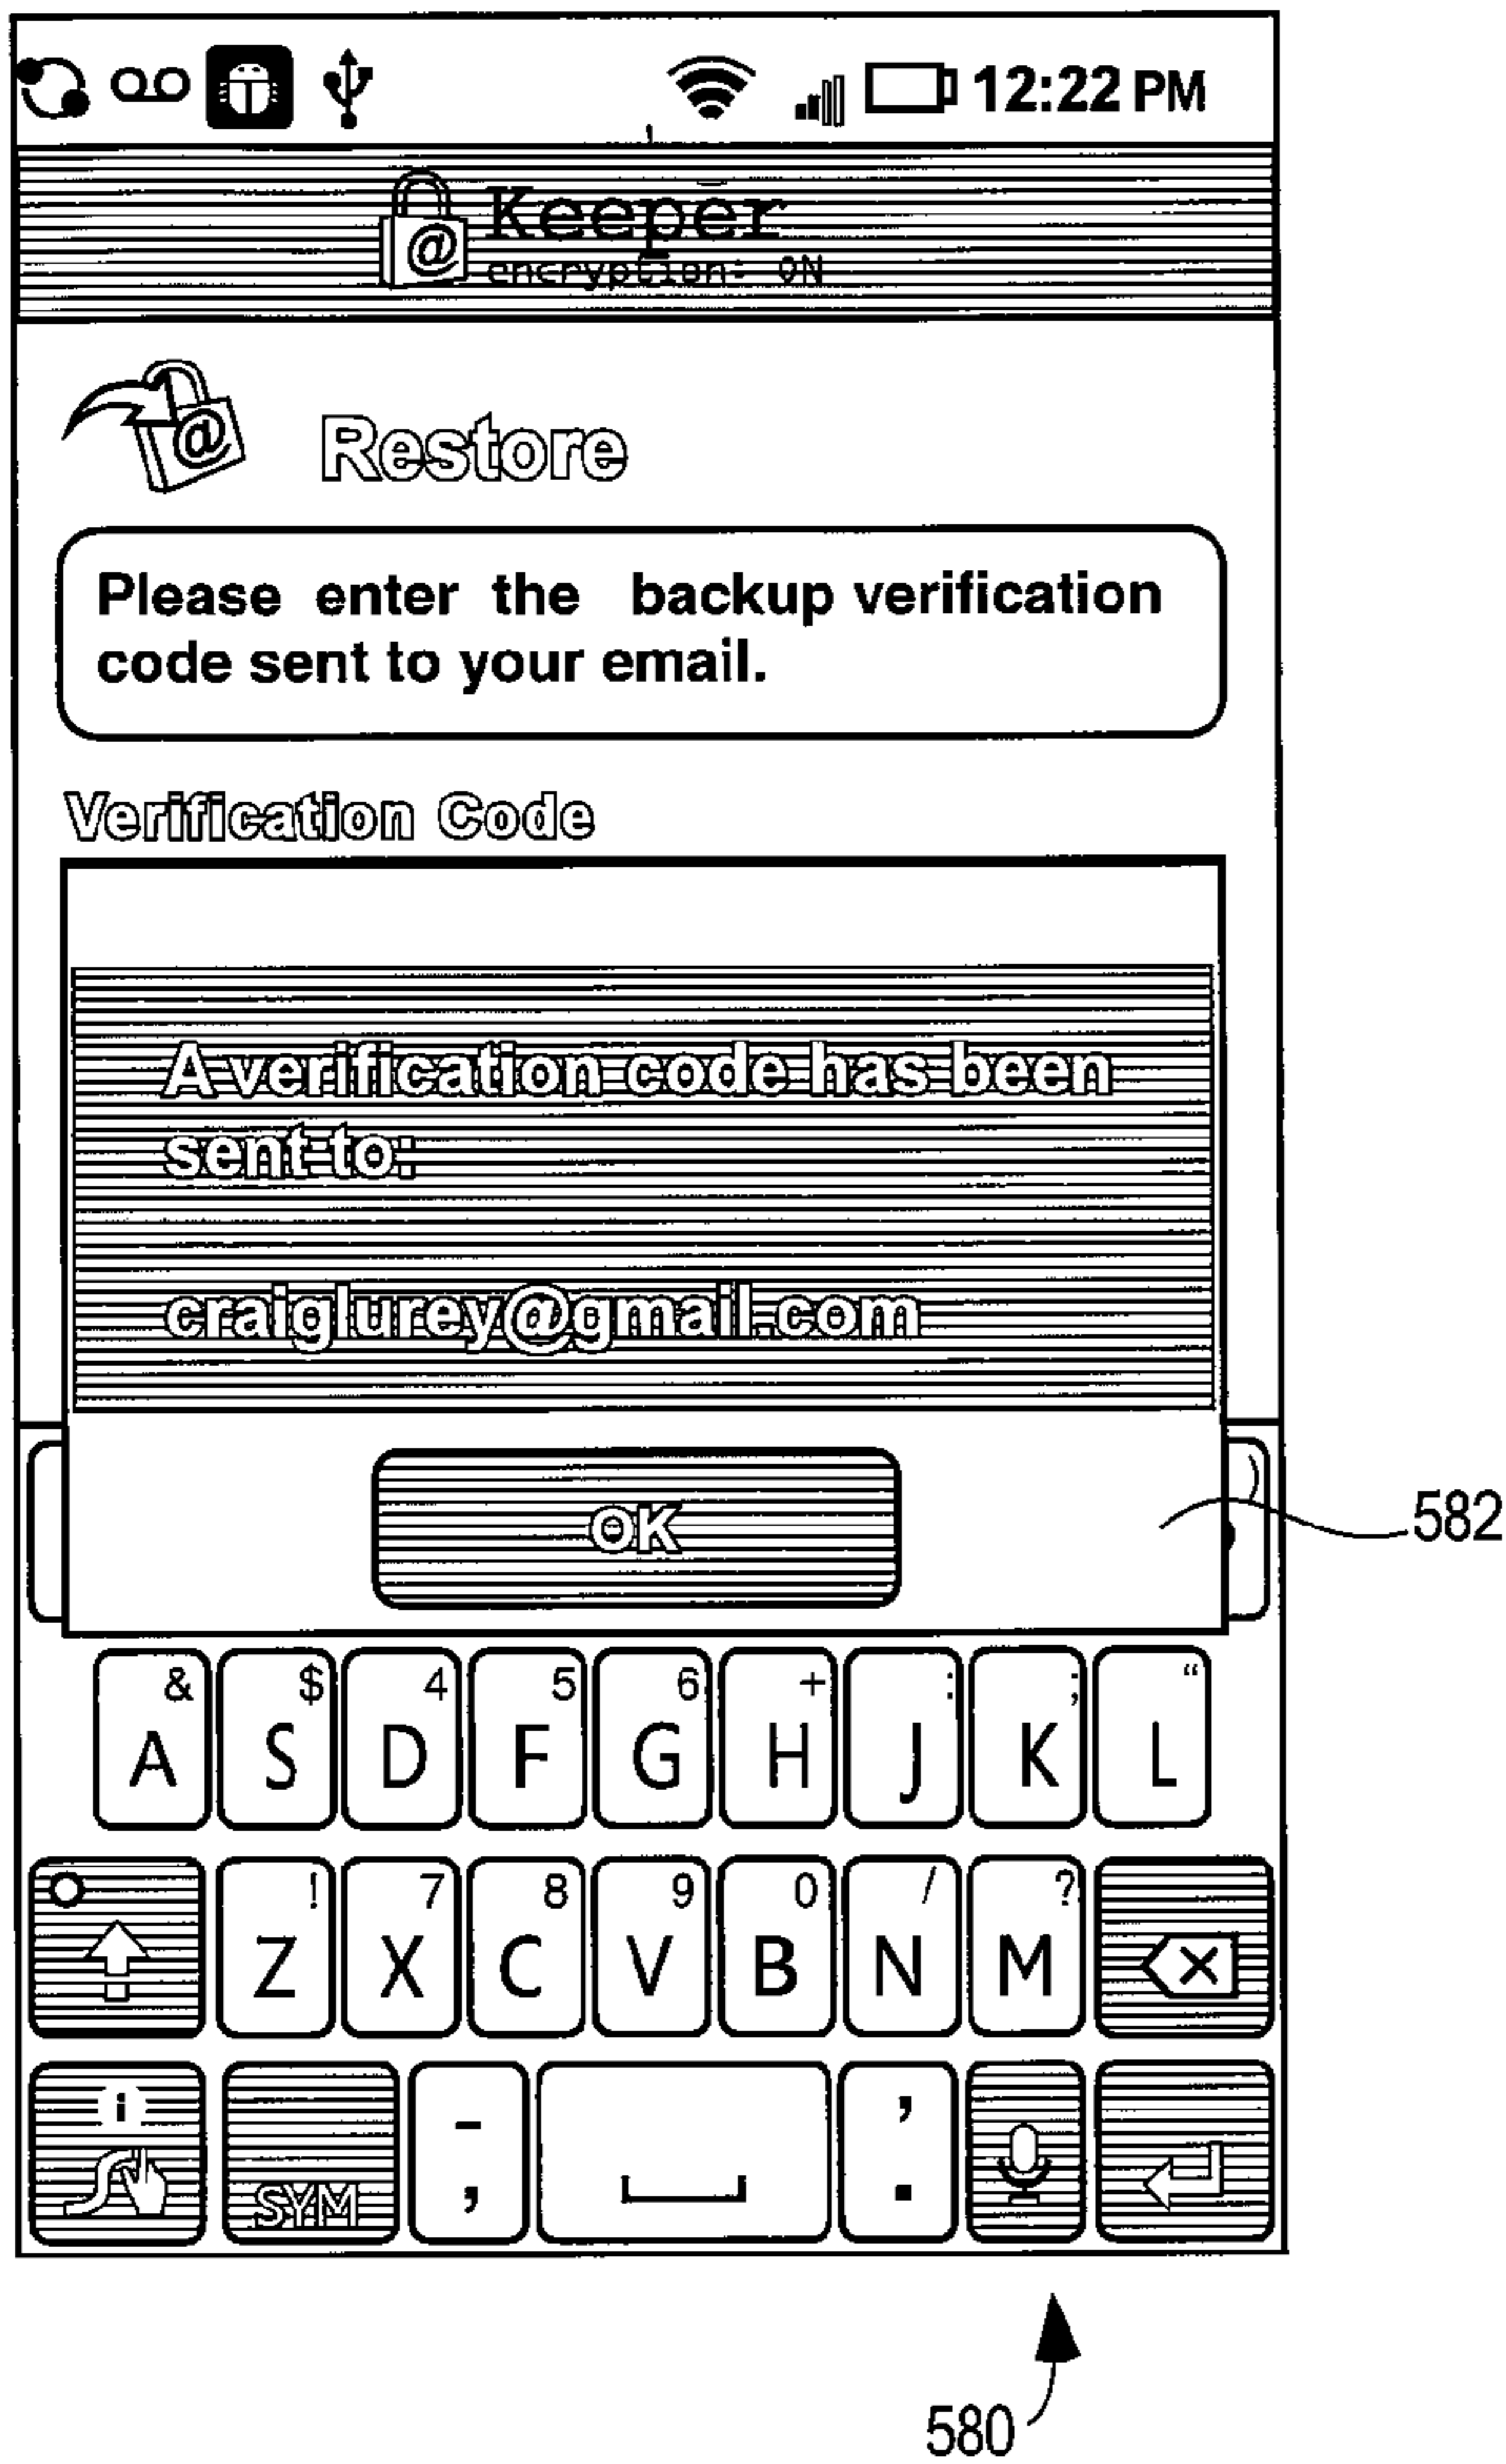 12:22 PM
@ Keeper
encryption: ON
@ Restore
Please enter the backup verification
code sent to your email.
Verification Code
A verification code has been
sent to:
craiglurey@gmail.com
OK
582
& $ 4 5 6 + : ; “
A S D F G H J K L
! 7 8 9 0 / ?
Z X C V B N M
i - ’
SYM , .
580